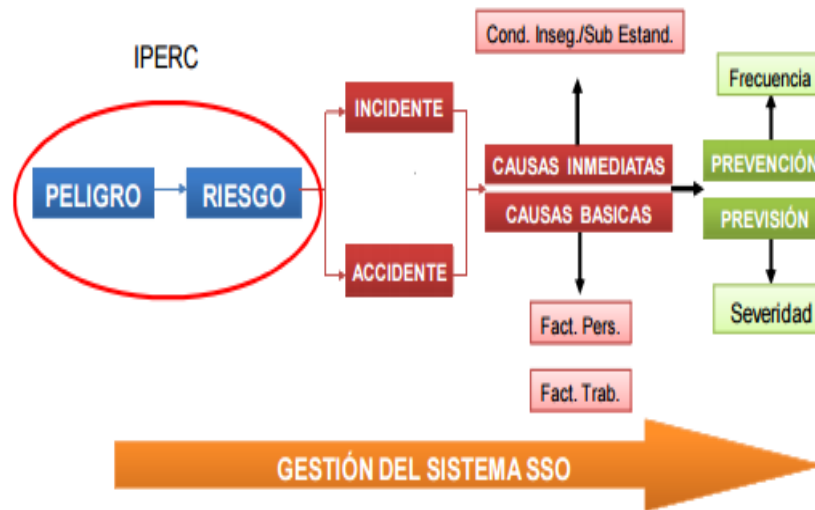 IPERC
Cond. Inseg./Sub Estand.
Frecuencia
INCIDENTE
PELIGRO
RIESGO
CAUSAS INMEDIATAS
CAUSAS BASICAS
PREVENCIÓN
PREVISIÓN
ACCIDENTE
Fact. Pers.
Severidad
Fact. Trab.
GESTIÓN DEL SISTEMA SSO